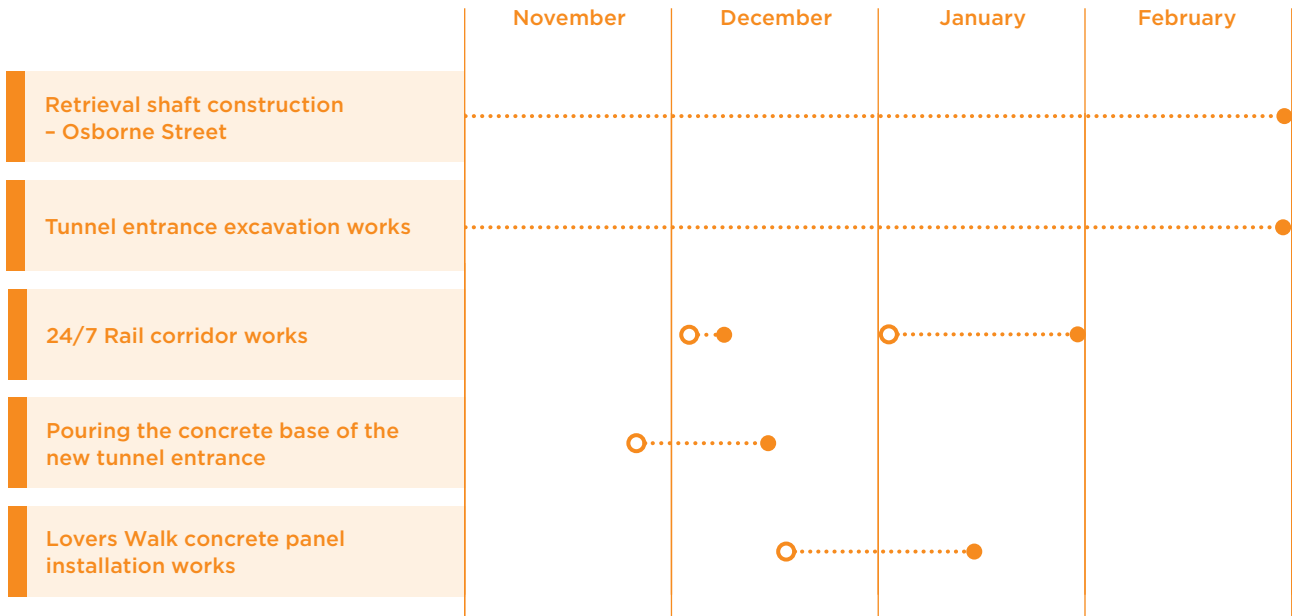 November December January February
Retrieval shaft construction
– Osborne Street
Tunnel entrance excavation works
24/7 Rail corridor works
Pouring the concrete base of the
new tunnel entrance
Lovers Walk concrete panel
installation works